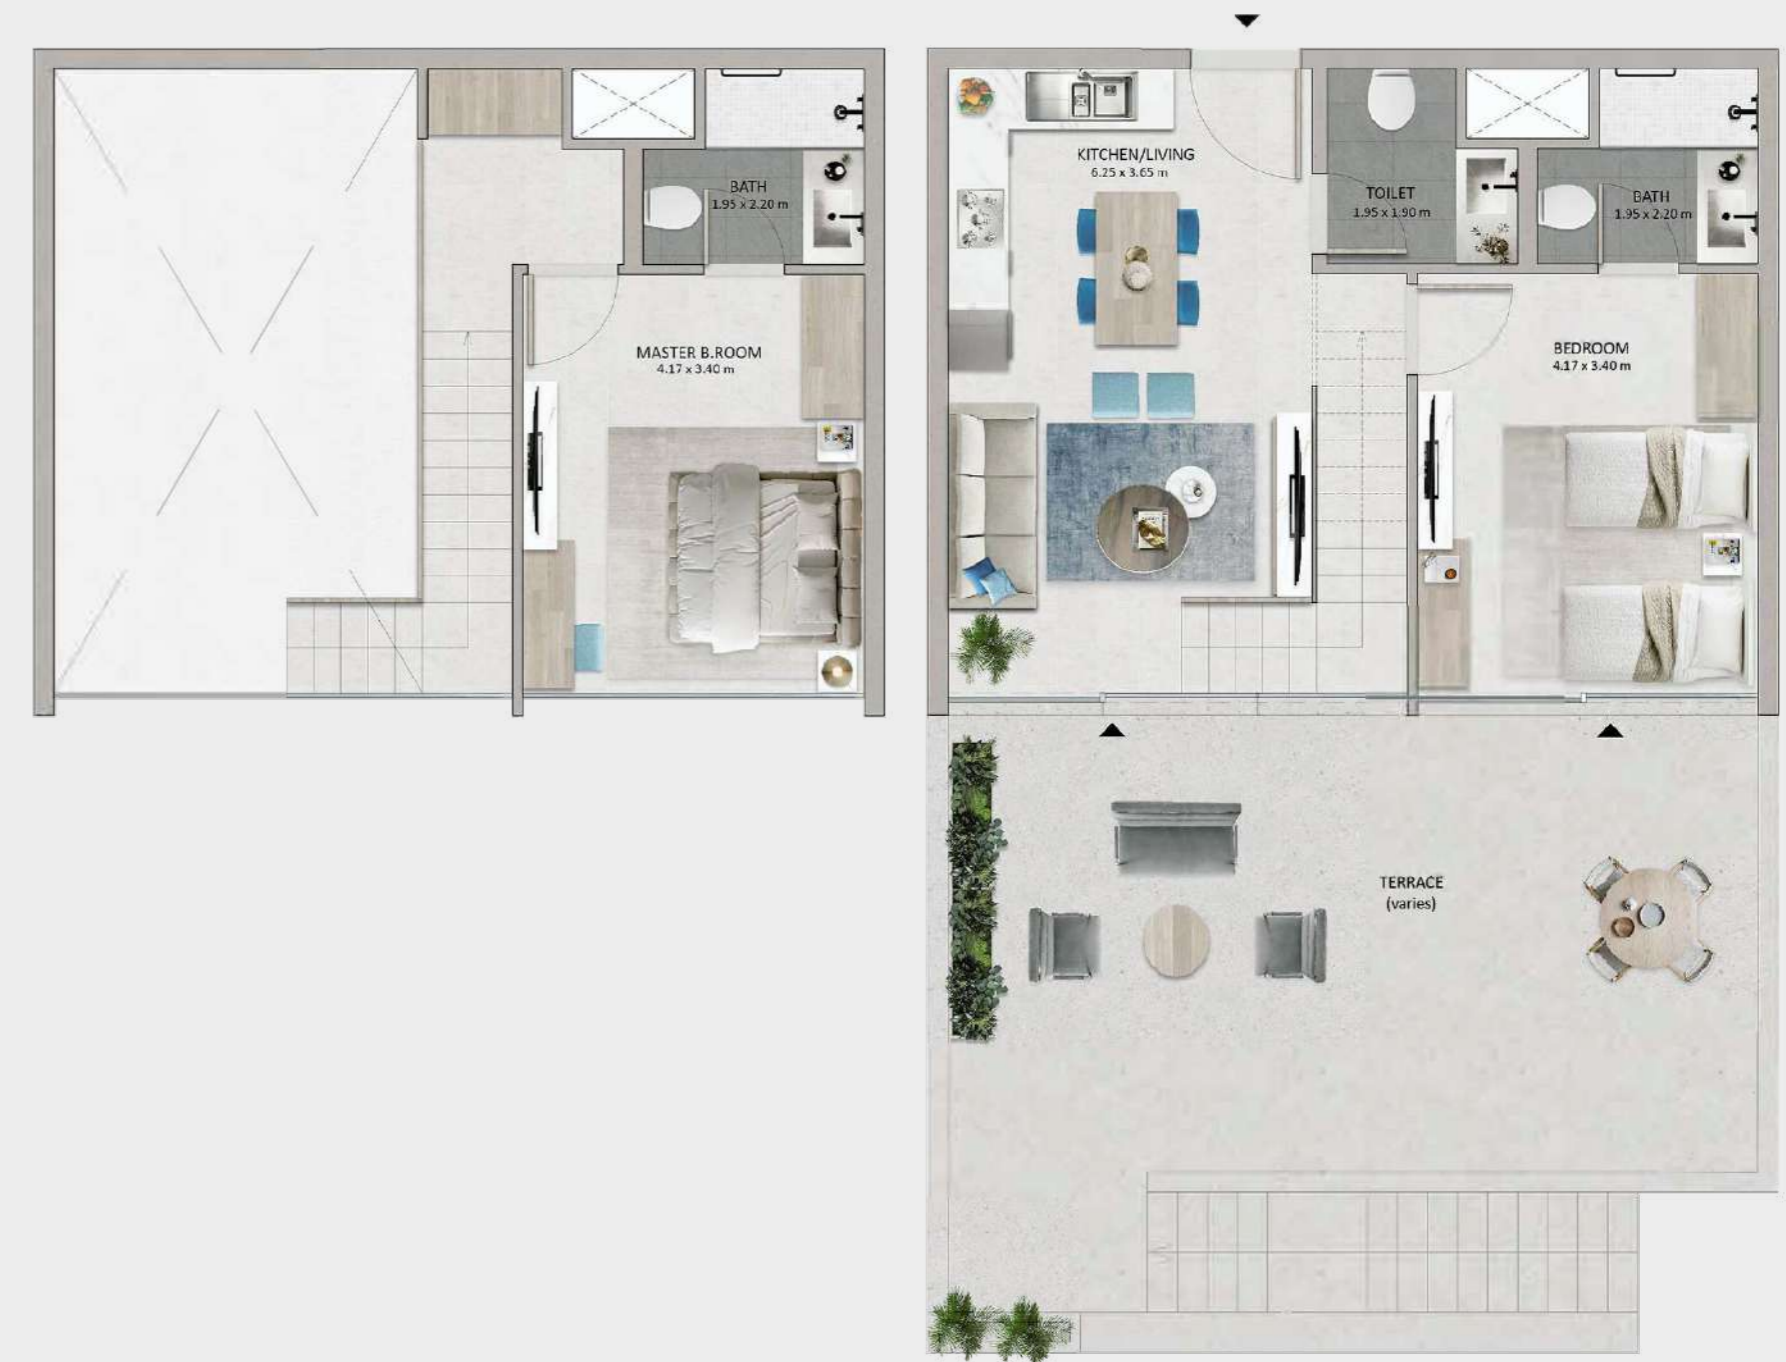 BATH
1.95 x 2.20 m
MASTER B.ROOM
4.17 x 3.40 m
KITCHEN/LIVING
6.25 x 3.65 m
TOILET
1.95 x 1.90 m
BATH
1.95 x 2.20 m
BEDROOM
4.17 x 3.40 m
TERRACE
(varies)